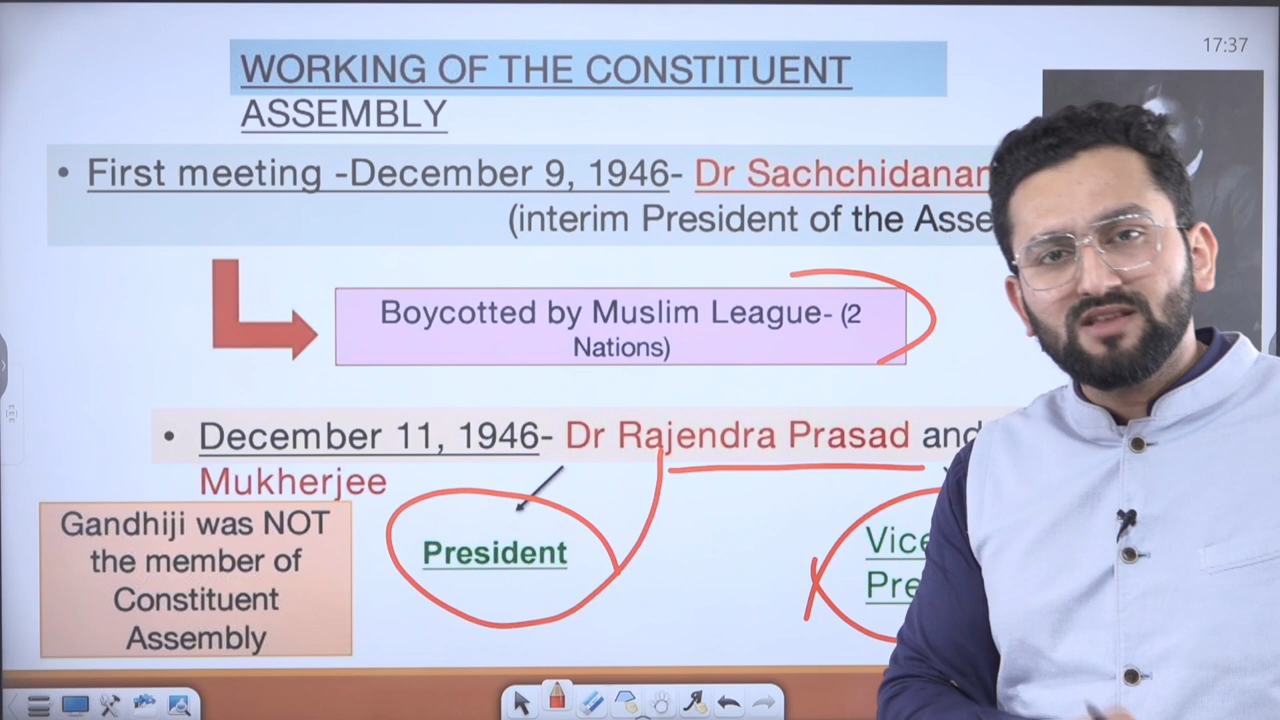 17:37
WORKING OF THE CONSTITUENT
ASSEMBLY
• First meeting -December 9, 1946- Dr Sachchidanan
(interim President of the Asse
Boycotted by Muslim League- (2
Nations)
• December 11, 1946- Dr Rajendra Prasad and
Mukherjee
Gandhiji was NOT
the member of
Constituent
Assembly
President
Vice
Pre